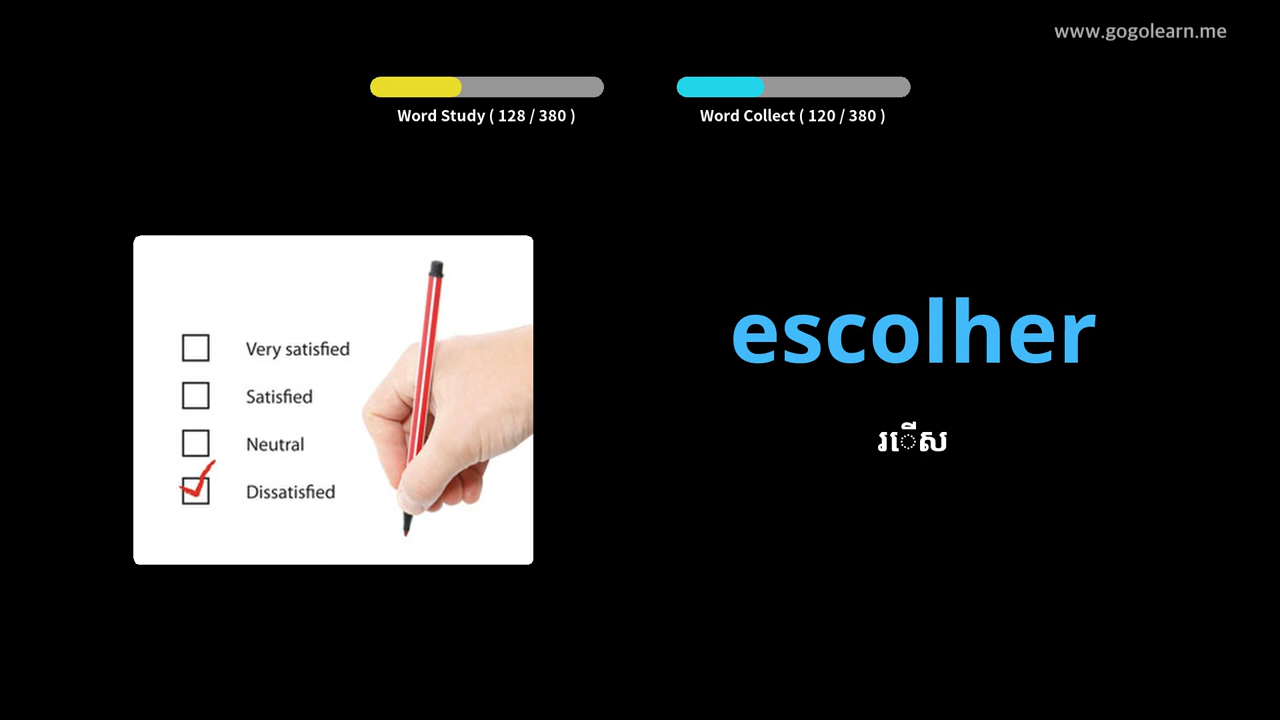 www.gogolearn.me
Word Study ( 128 / 380 )
Word Collect ( 120 / 380 )
Very satisfied
Satisfied
Neutral
Dissatisfied
escolher
រើស